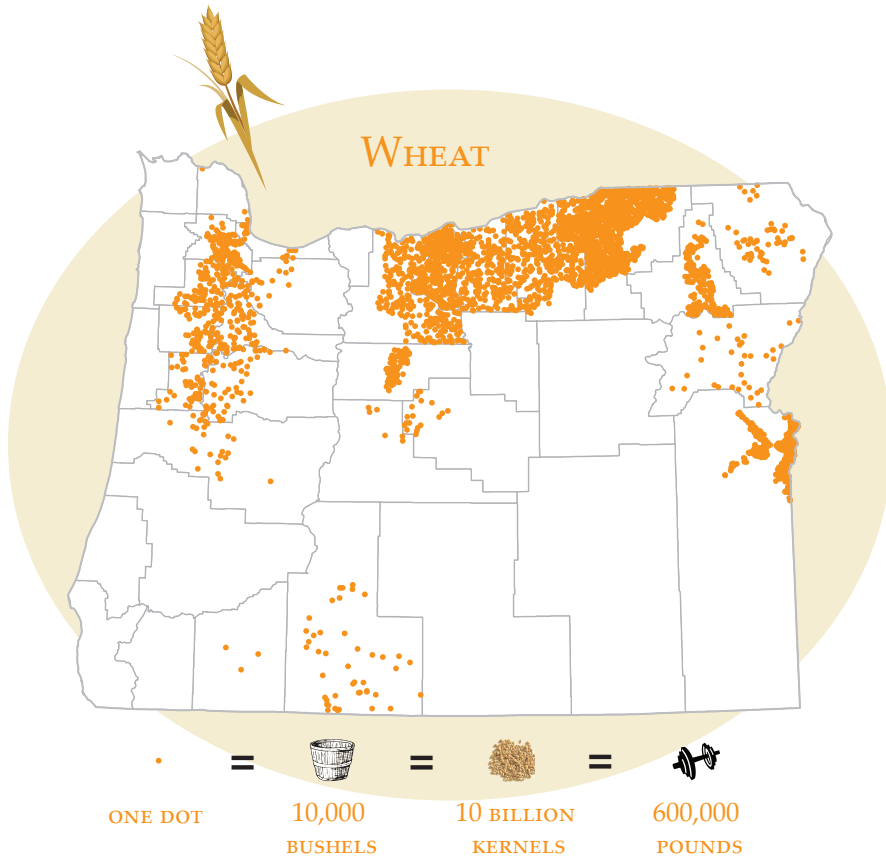 Wheat
= = =
one dot
10,000
bushels
10 billion
kernels
600,000
pounds